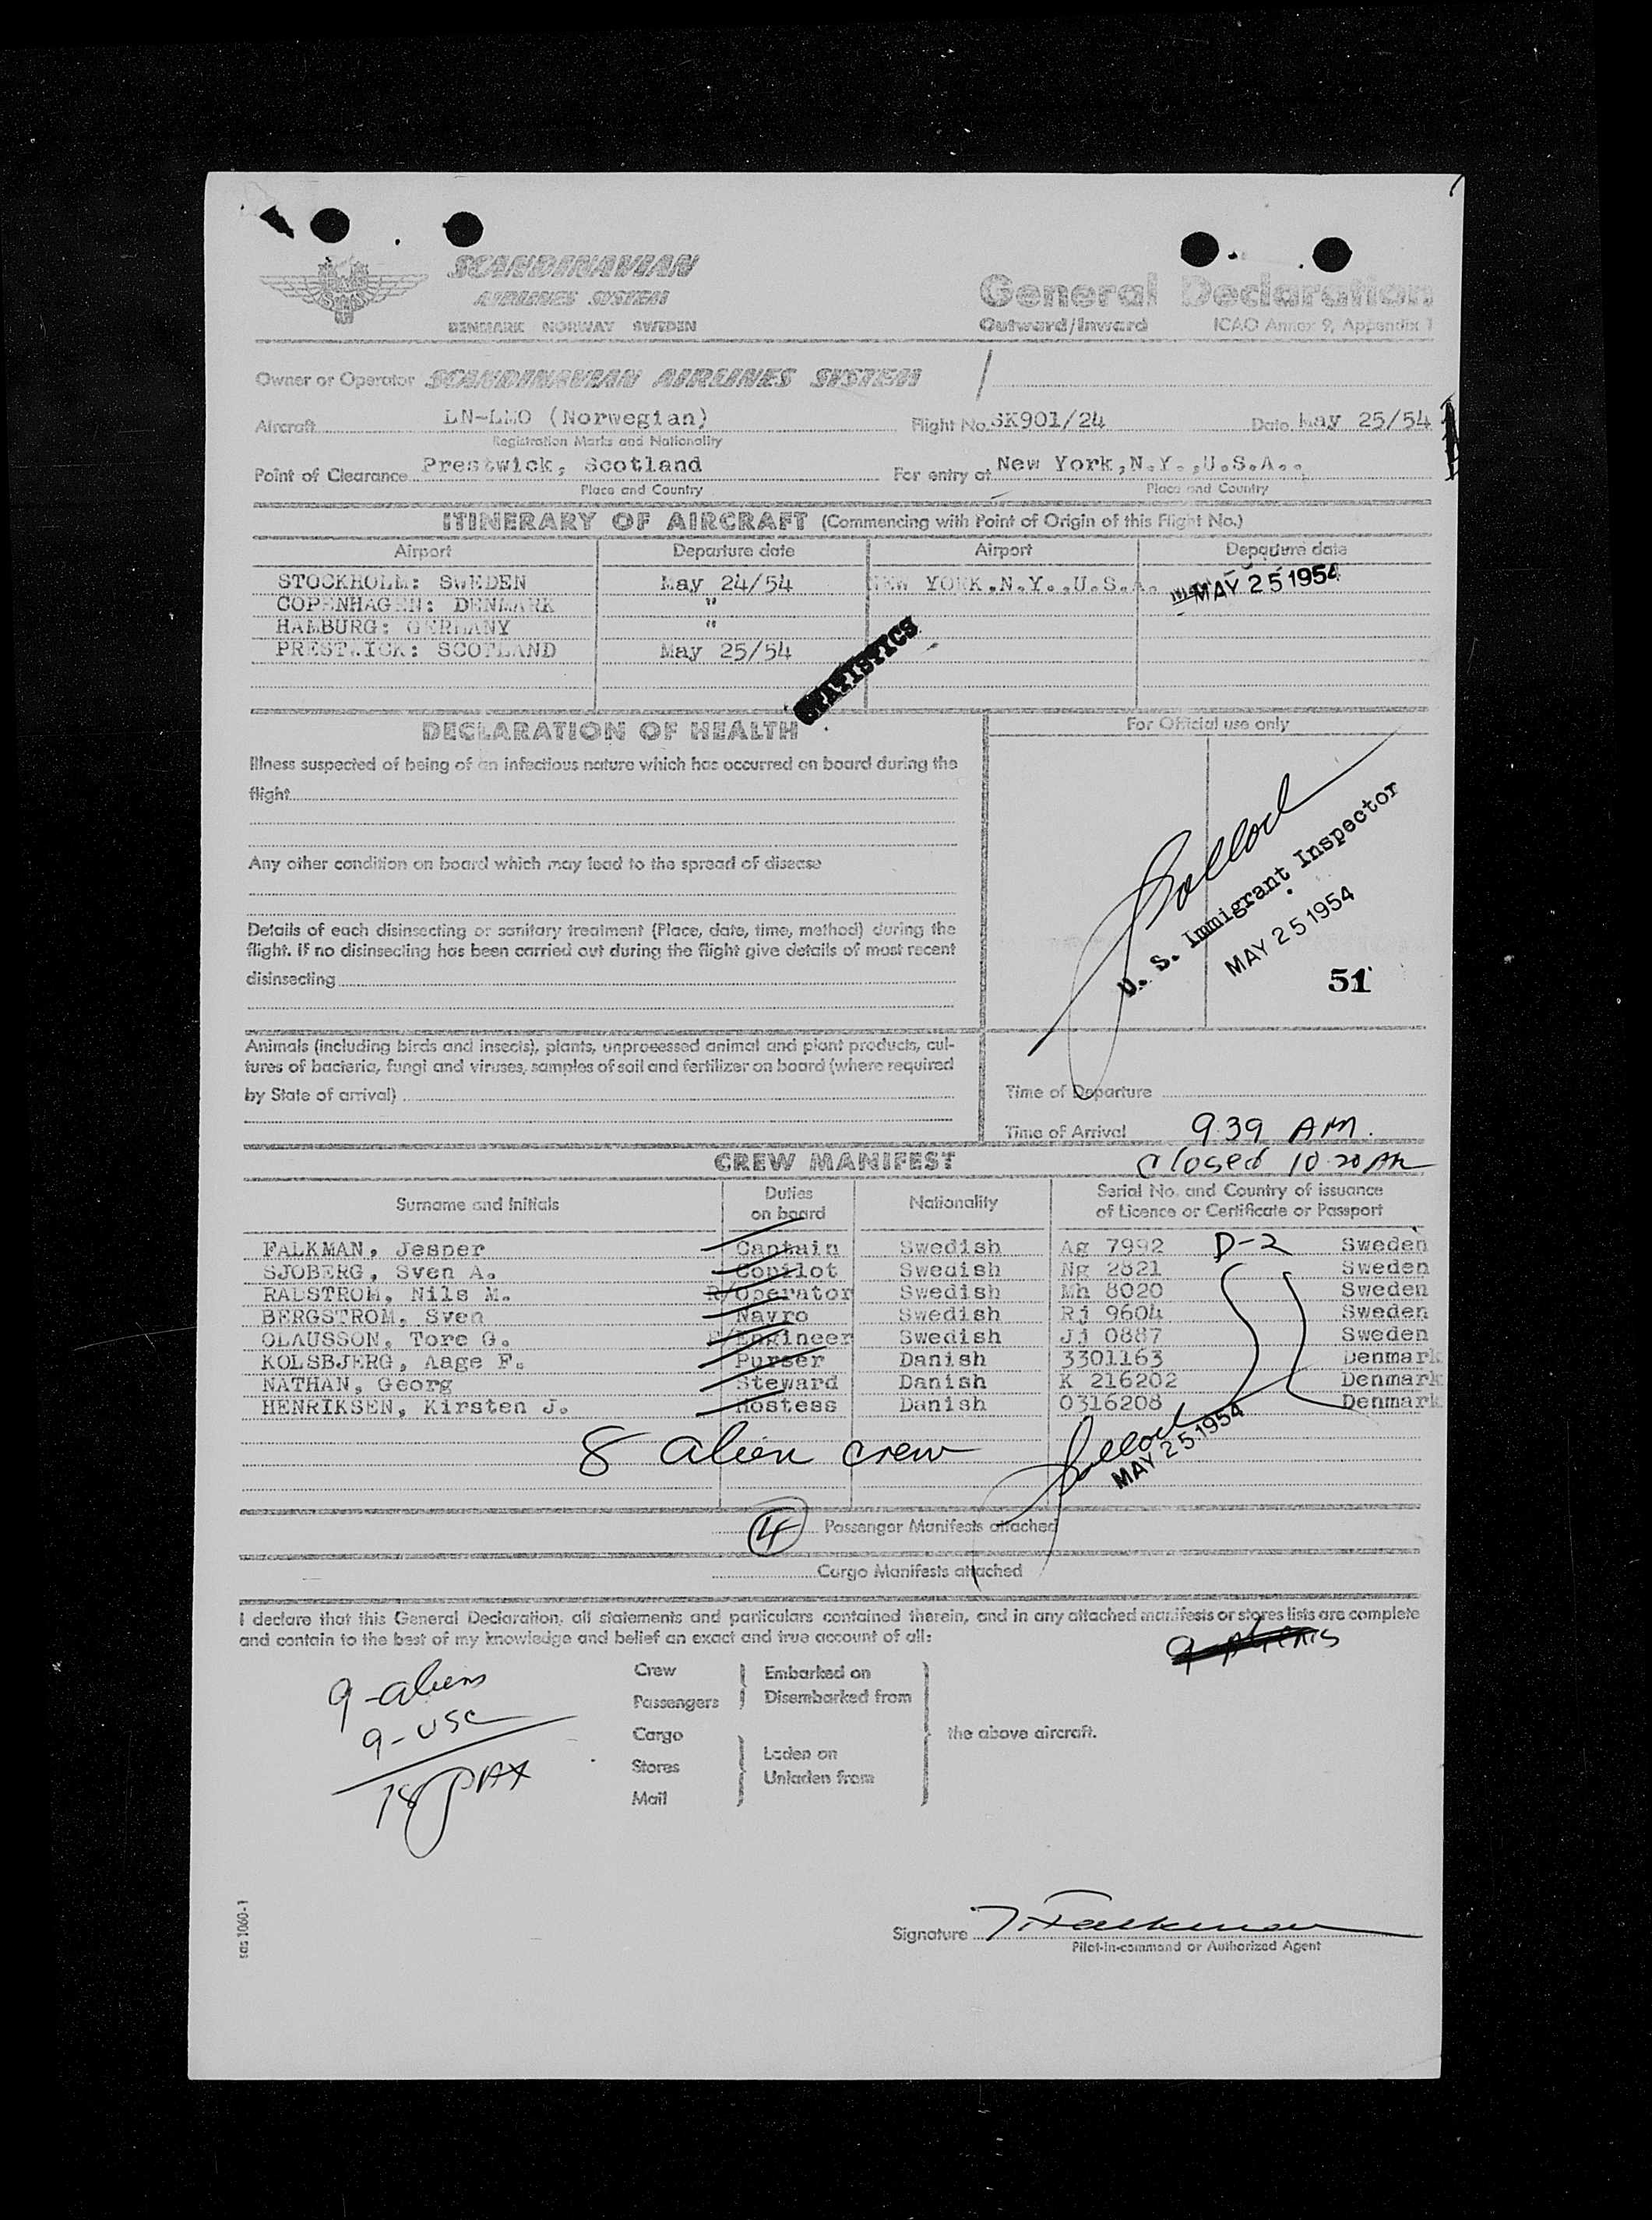 SCANDINAVIAN
AIRLINES SYSTEM
DENMARK NORWAY SWEDEN
SAS
General Declaration
Outward/Inward ICAO Annex 9, Appendix 1
Owner or Operator SCANDINAVIAN AIRLINES SYSTEM
Aircraft LN-LMO (Norwegian) Flight No. SK901/24 Date May 25/54
Registration Marks and Nationality
Point of Clearance Prestwick, Scotland For entry at New York,N.Y.,U.S.A..
Place and Country Place and Country
ITINERARY OF AIRCRAFT (Commencing with Point of Origin of this Flight No.)
Airport Departure date Airport Departure date
STOCKHOLM: SWEDEN May 24/54 NEW YORK.N.Y.,U.S.A. MAY 25 1954
COPENHAGEN: DENMARK "
HAMBURG: GERMANY "
PRESTWICK: SCOTLAND May 25/54
STATISTICS
DECLARATION OF HEALTH
For Official use only
Illness suspected of being of an infectious nature which has occurred on board during the
flight
Any other condition on board which may lead to the spread of disease
Details of each disinsecting or sanitary treatment (Place, date, time, method) during the
flight. If no disinsecting has been carried out during the flight give details of most recent
disinsecting
U. S. Immigrant Inspector
MAY 25 1954
51
Animals (including birds and insects), plants, unprocessed animal and plant products, cul-
tures of bacteria, fungi and viruses, samples of soil and fertilizer on board (where required
by State of arrival)
Time of Departure
Time of Arrival 9.39 AM.
CREW MANIFEST closed 10.20 AM
Surname and Initials Duties on board Nationality Serial No. and Country of issuance of Licence or Certificate or Passport
FALKMAN, Jesper Captain Swedish Ag 7992 D-2 Sweden
SJOBERG, Sven A. Copilot Swedish Ng 2821 Sweden
RADSTROM, Nils M. R/Operator Swedish Mh 8020 Sweden
BERGSTROM, Sven Navro Swedish Rj 9604 Sweden
OLAUSSON, Tore G. Engineer Swedish Jj 0887 Sweden
KOLSBJERG, Aage F. Purser Danish 3301163 Denmark
NATHAN, Georg Steward Danish K 216202 Denmark
HENRIKSEN, Kirsten J. Hostess Danish 0316208 Denmark
8 alien crew
MAY 25 1954
4 Passenger Manifests attached
Cargo Manifests attached
I declare that this General Declaration, all statements and particulars contained therein, and in any attached manifests or stores lists are complete
and contain to the best of my knowledge and belief an exact and true account of all:
9 Aliens
9-aliens
9-USC
18 PAX
Crew Embarked on
Passengers Disembarked from
Cargo the above aircraft.
Stores Laden on
Unladen from
Mail
Signature J. Falkman
Pilot-in-command or Authorized Agent
sas 1060-1